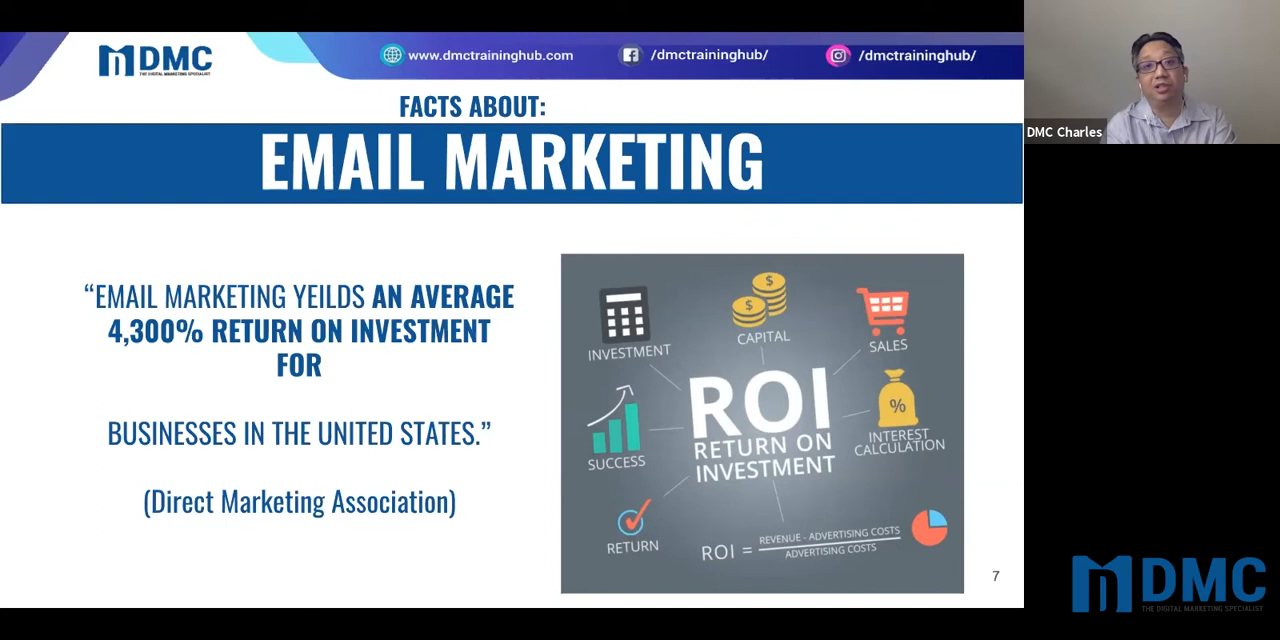 DMC
THE DIGITAL MARKETING SPECIALIST
www.dmctraininghub.com
/dmctraininghub/
/dmctraininghub/
DMC Charles
FACTS ABOUT:
EMAIL MARKETING
“EMAIL MARKETING YEILDS AN AVERAGE
4,300% RETURN ON INVESTMENT
FOR
BUSINESSES IN THE UNITED STATES.”
(Direct Marketing Association)
INVESTMENT
$
$
CAPITAL
SALES
ROI
RETURN ON
INVESTMENT
%
INTEREST
CALCULATION
SUCCESS
RETURN
ROI =
REVENUE - ADVERTISING COSTS
ADVERTISING COSTS
7
DMC
THE DIGITAL MARKETING SPECIALIST